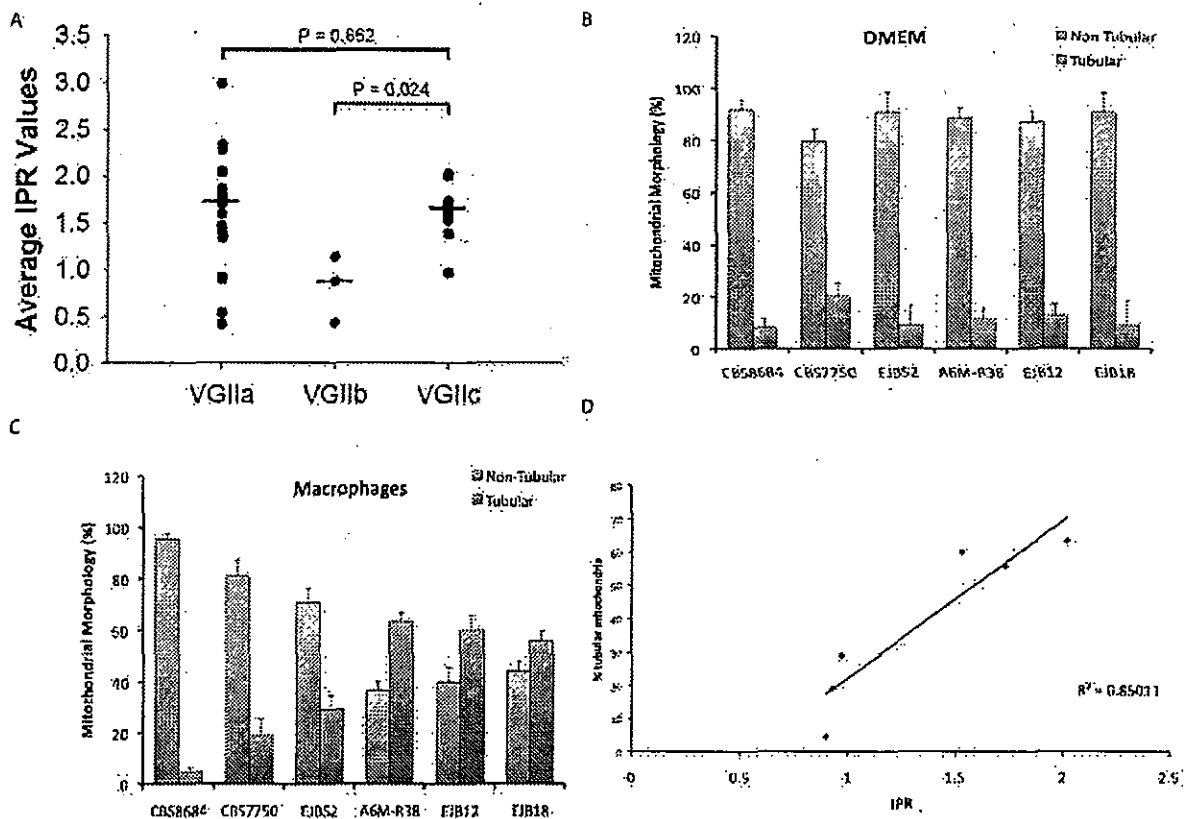 A
P = 0.862
P = 0.024
Average IPR Values
3.5
3.0
2.5
2.0
1.5
1.0
0.5
0.0
VGIIa VGIIb VGIIc
B
DMEM
Non Tubular
Tubular
Mitochondrial Morphology (%)
120
100
80
60
40
20
0
CBS8684 CBS7750 EJB52 A6M-R38 EJB12 EJB18
C
Macrophages
Non-Tubular
Tubular
Mitochondrial Morphology (%)
120
100
80
60
40
20
0
CBS8684 CBS7750 EJB52 A6M-R38 EJB12 EJB18
D
% tubular mitochondria
80
60
50
0
R² =
0 0.5 1 1.5 2 2.5
IPR